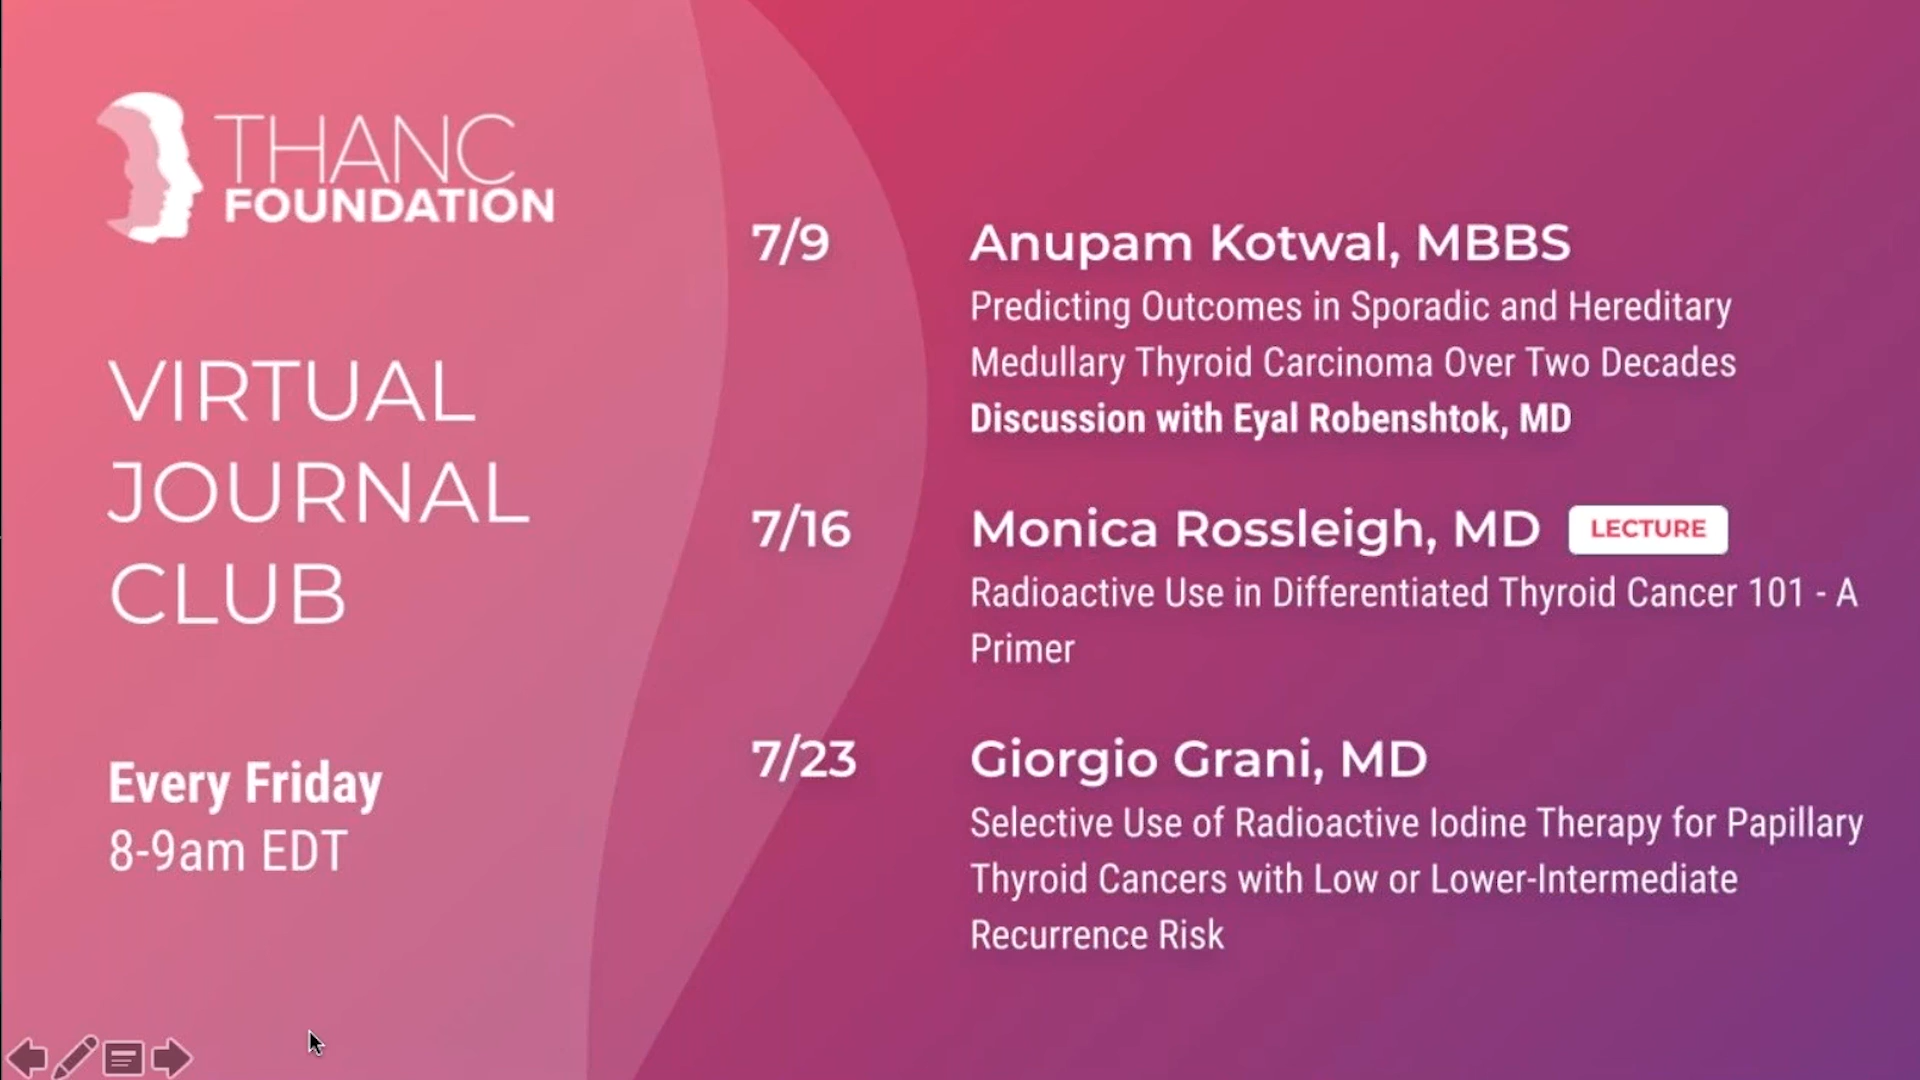 THANC
FOUNDATION
VIRTUAL
JOURNAL
CLUB
Every Friday
8-9am EDT
7/9
Anupam Kotwal, MBBS
Predicting Outcomes in Sporadic and Hereditary
Medullary Thyroid Carcinoma Over Two Decades
Discussion with Eyal Robenshtok, MD
7/16
Monica Rossleigh, MD
LECTURE
Radioactive Use in Differentiated Thyroid Cancer 101 - A
Primer
7/23
Giorgio Grani, MD
Selective Use of Radioactive Iodine Therapy for Papillary
Thyroid Cancers with Low or Lower-Intermediate
Recurrence Risk